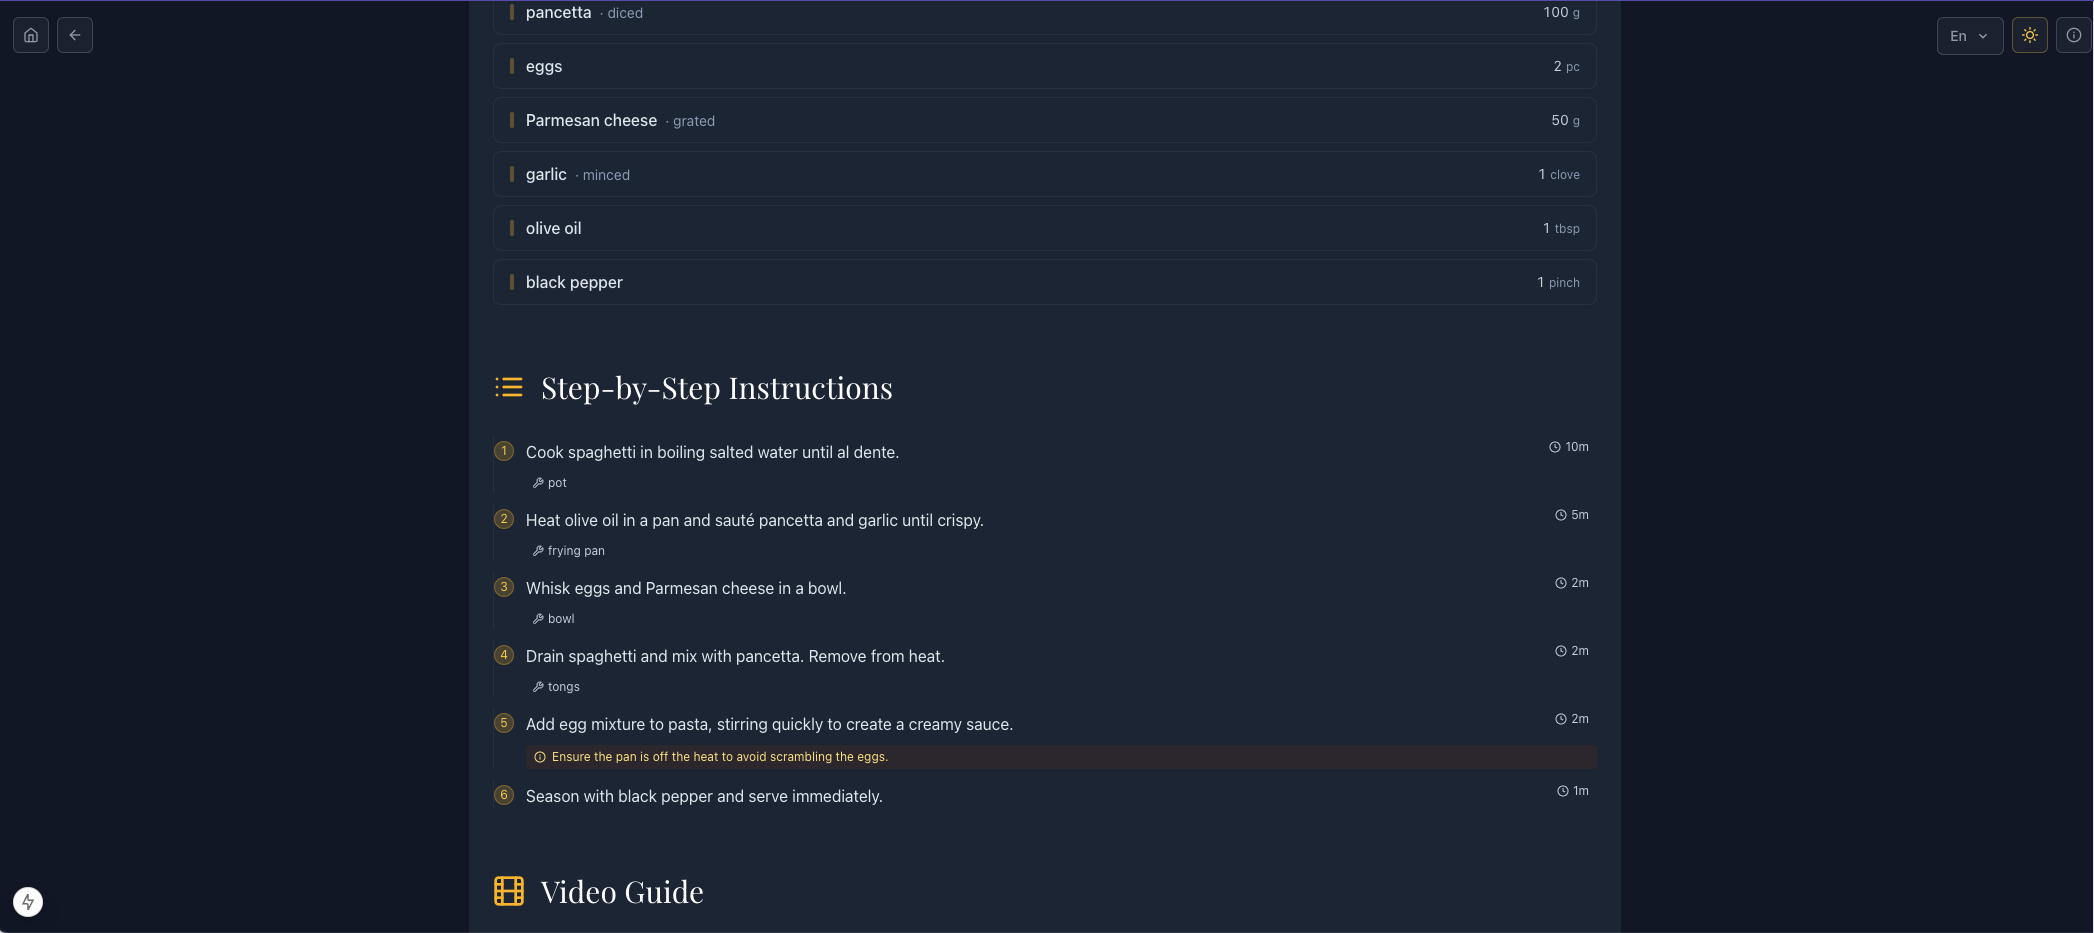 pancetta · diced 100 g
En
eggs 2 pc
Parmesan cheese · grated 50 g
garlic · minced 1 clove
olive oil 1 tbsp
black pepper 1 pinch
Step-by-Step Instructions
1 Cook spaghetti in boiling salted water until al dente. 10m
pot
2 Heat olive oil in a pan and sauté pancetta and garlic until crispy. 5m
frying pan
3 Whisk eggs and Parmesan cheese in a bowl. 2m
bowl
4 Drain spaghetti and mix with pancetta. Remove from heat. 2m
tongs
5 Add egg mixture to pasta, stirring quickly to create a creamy sauce. 2m
Ensure the pan is off the heat to avoid scrambling the eggs.
6 Season with black pepper and serve immediately. 1m
Video Guide